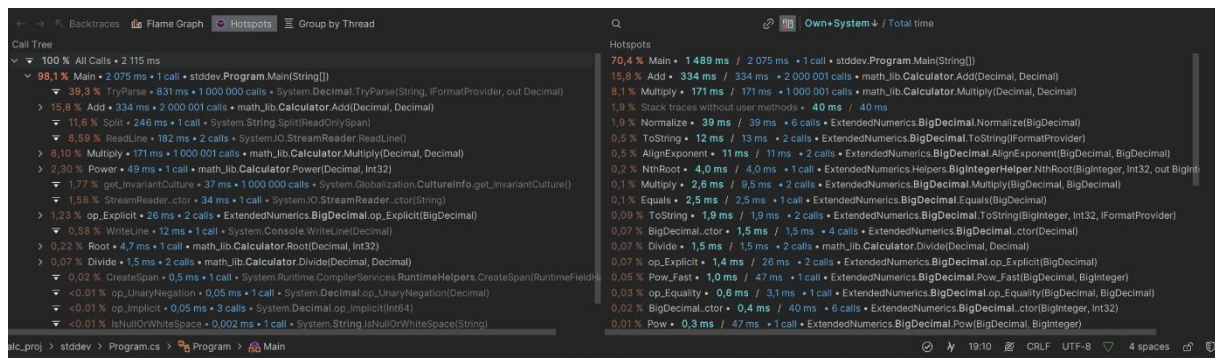 Backtraces Flame Graph Hotspots Group by Thread
Call Tree
100 % All Calls • 2 115 ms
98,1 % Main • 2 075 ms • 1 call • stddev.Program.Main(String[])
39,3 % TryParse • 831 ms • 1 000 000 calls • System.Decimal.TryParse(String, IFormatProvider, out Decimal)
15,8 % Add • 334 ms • 2 000 001 calls • math_lib.Calculator.Add(Decimal, Decimal)
11,6 % Split • 246 ms • 1 call • System.String.Split(ReadOnlySpan)
8,59 % ReadLine • 182 ms • 2 calls • System.IO.StreamReader.ReadLine()
8,10 % Multiply • 171 ms • 1 000 001 calls • math_lib.Calculator.Multiply(Decimal, Decimal)
2,30 % Power • 49 ms • 1 call • math_lib.Calculator.Power(Decimal, Int32)
1,77 % get_InvariantCulture • 37 ms • 1 000 000 calls • System.Globalization.CultureInfo.get_InvariantCulture()
1,58 % StreamReader..ctor • 34 ms • 1 call • System.IO.StreamReader..ctor(String)
1,23 % op_Explicit • 26 ms • 2 calls • ExtendedNumerics.BigDecimal.op_Explicit(BigDecimal)
0,58 % WriteLine • 12 ms • 1 call • System.Console.WriteLine(Decimal)
0,22 % Root • 4,7 ms • 1 call • math_lib.Calculator.Root(Decimal, Int32)
0,07 % Divide • 1,5 ms • 2 calls • math_lib.Calculator.Divide(Decimal, Decimal)
0,02 % CreateSpan • 0,5 ms • 1 call • System.Runtime.CompilerServices.RuntimeHelpers.CreateSpan(RuntimeFieldHa
<0.01 % op_UnaryNegation • 0,05 ms • 1 call • System.Decimal.op_UnaryNegation(Decimal)
<0.01 % op_Implicit • 0,05 ms • 3 calls • System.Decimal.op_Implicit(Int64)
<0.01 % IsNullOrWhiteSpace • 0,002 ms • 1 call • System.String.IsNullOrWhiteSpace(String)
Own+System / Total time
Hotspots
70,4 % Main • 1 489 ms / 2 075 ms • 1 call • stddev.Program.Main(String[])
15,8 % Add • 334 ms / 334 ms • 2 000 001 calls • math_lib.Calculator.Add(Decimal, Decimal)
8,1 % Multiply • 171 ms / 171 ms • 1 000 001 calls • math_lib.Calculator.Multiply(Decimal, Decimal)
1,9 % Stack traces without user methods • 40 ms / 40 ms
1,9 % Normalize • 39 ms / 39 ms • 6 calls • ExtendedNumerics.BigDecimal.Normalize(BigDecimal)
0,5 % ToString • 12 ms / 13 ms • 2 calls • ExtendedNumerics.BigDecimal.ToString(IFormatProvider)
0,5 % AlignExponent • 11 ms / 11 ms • 2 calls • ExtendedNumerics.BigDecimal.AlignExponent(BigDecimal, BigDecimal)
0,2 % NthRoot • 4,0 ms / 4,0 ms • 1 call • ExtendedNumerics.Helpers.BigIntegerHelper.NthRoot(BigInteger, Int32, out BigInt
0,1 % Multiply • 2,6 ms / 9,5 ms • 2 calls • ExtendedNumerics.BigDecimal.Multiply(BigDecimal, BigDecimal)
0,1 % Equals • 2,5 ms / 2,5 ms • 1 call • ExtendedNumerics.BigDecimal.Equals(BigDecimal)
0,09 % ToString • 1,9 ms / 1,9 ms • 2 calls • ExtendedNumerics.BigDecimal.ToString(BigInteger, Int32, IFormatProvider)
0,07 % BigDecimal..ctor • 1,5 ms / 1,5 ms • 4 calls • ExtendedNumerics.BigDecimal..ctor(Decimal)
0,07 % Divide • 1,5 ms / 1,5 ms • 2 calls • math_lib.Calculator.Divide(Decimal, Decimal)
0,07 % op_Explicit • 1,4 ms / 26 ms • 2 calls • ExtendedNumerics.BigDecimal.op_Explicit(BigDecimal)
0,05 % Pow_Fast • 1,0 ms / 47 ms • 1 call • ExtendedNumerics.BigDecimal.Pow_Fast(BigDecimal, BigInteger)
0,03 % op_Equality • 0,6 ms / 3,1 ms • 1 call • ExtendedNumerics.BigDecimal.op_Equality(BigDecimal, BigDecimal)
0,02 % BigDecimal..ctor • 0,4 ms / 40 ms • 6 calls • ExtendedNumerics.BigDecimal..ctor(BigInteger, Int32)
0,01 % Pow • 0,3 ms / 47 ms • 1 call • ExtendedNumerics.BigDecimal.Pow(BigDecimal, BigInteger)
alc_proj > stddev > Program.cs > Program > Main
19:10 CRLF UTF-8 4 spaces